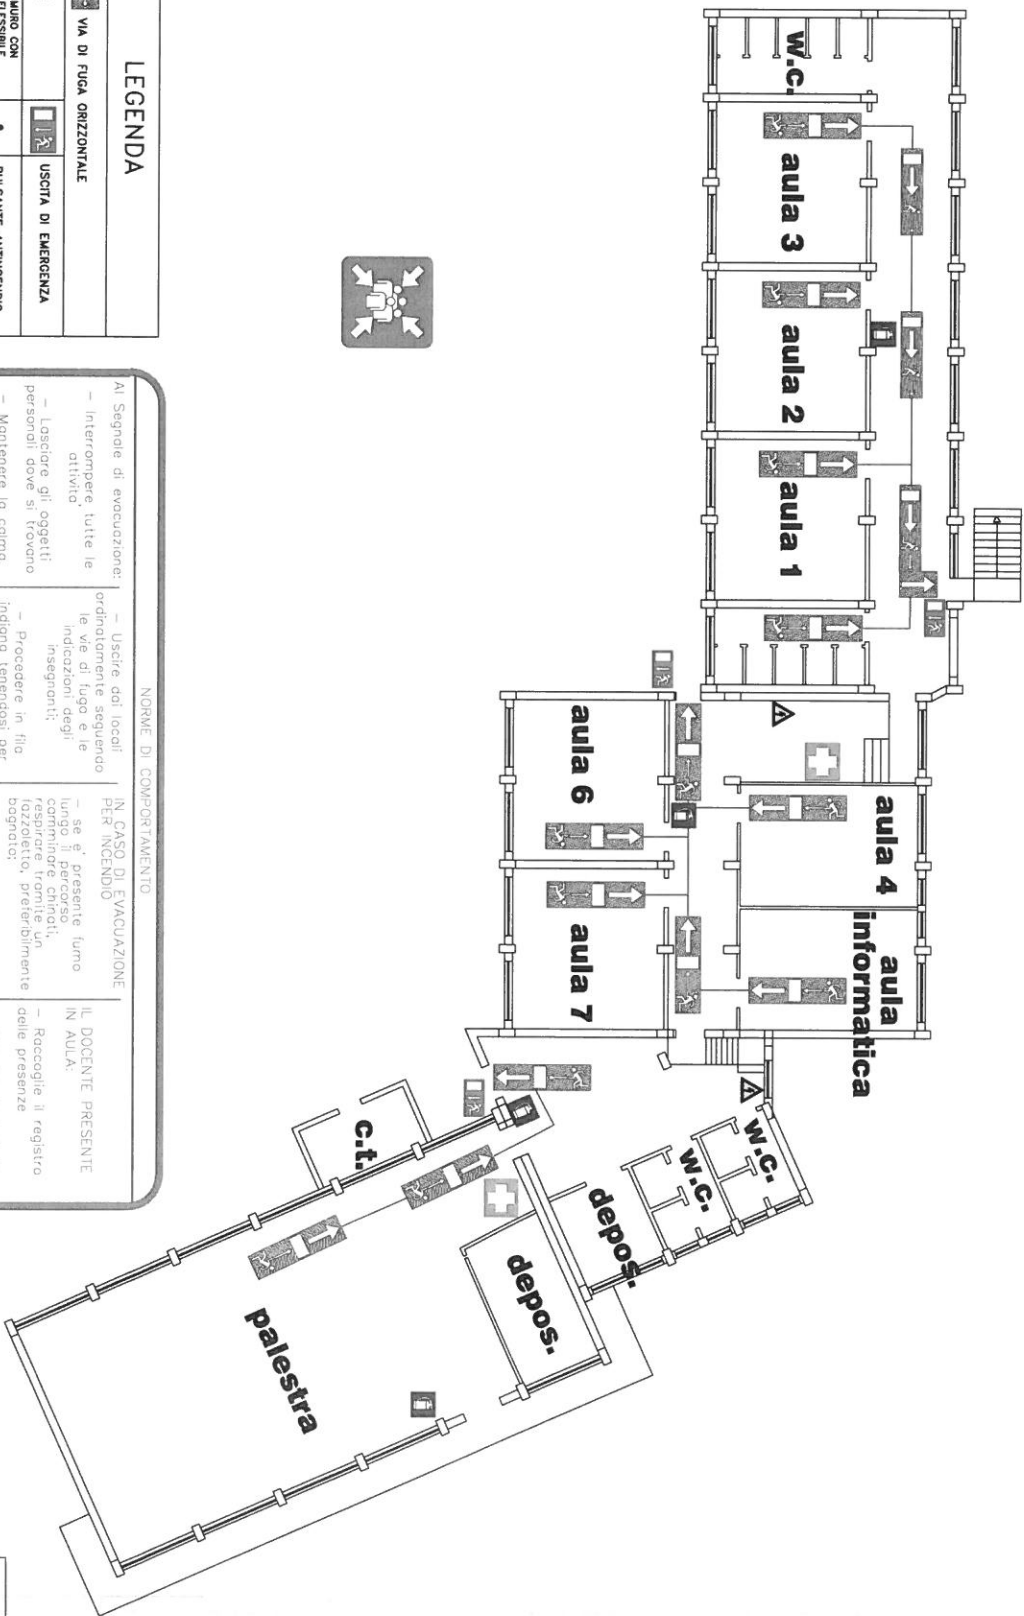 w.c.
aula 3
aula 2
aula 1
aula 6
aula 7
aula 4
aula
informatica
c.t.
w.c.
w.c.
depos.
depos.
palestra
LEGENDA
VIA DI FUGA ORIZZONTALE
USCITA DI EMERGENZA
MURO CON
NORME DI COMPORTAMENTO
Al Segnale di evacuazione:
- Interrompere tutte le
attivita',
- Lasciare gli oggetti
personali dove si trovano
- Mantenere la calma
- Uscire dai locali
ordinatamente seguendo
le vie di fuga e le
indicazioni degli
insegnanti;
- Procedere in fila
indiana tenendosi per
IN CASO DI EVACUAZIONE
PER INCENDIO
- se e' presente fumo
lungo il percorso
camminare chinati,
respirare tramite un
fazzoletto, preferibilmente
bagnato;
IL DOCENTE PRESENTE
IN AULA:
- Raccoglie il registro
delle presenze